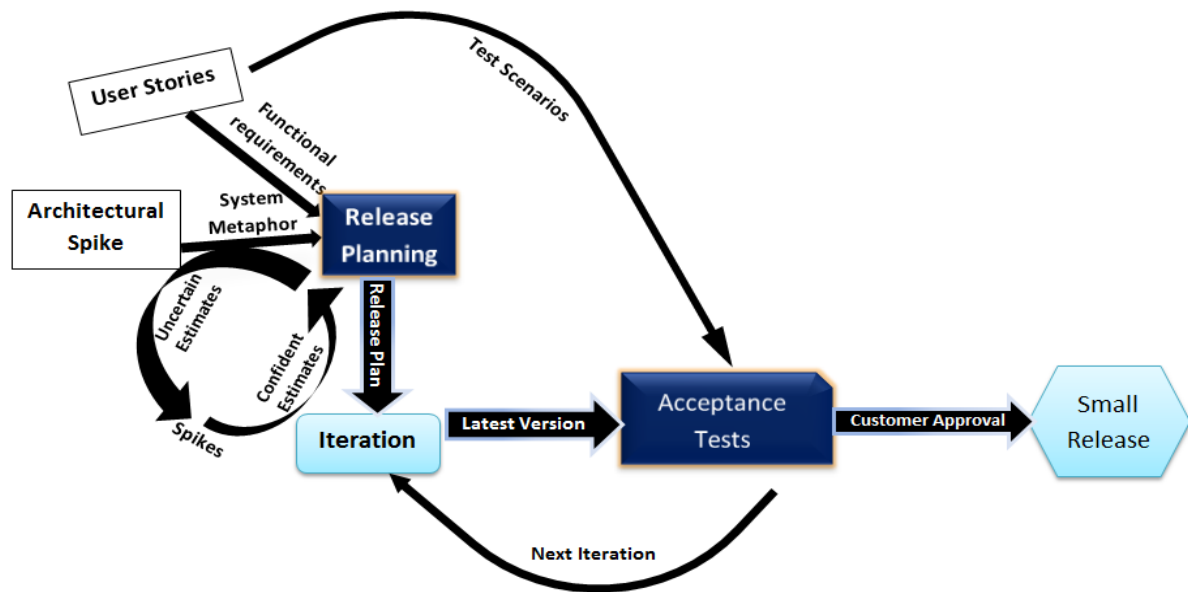 User Stories
Test Scenarios
Functional
requirements
Architectural
Spike
System
Metaphor
Release
Planning
Uncertain
Estimates
Confident
Estimates
Spikes
Release Plan
Iteration
Latest Version
Acceptance
Tests
Customer Approval
Small
Release
Next Iteration